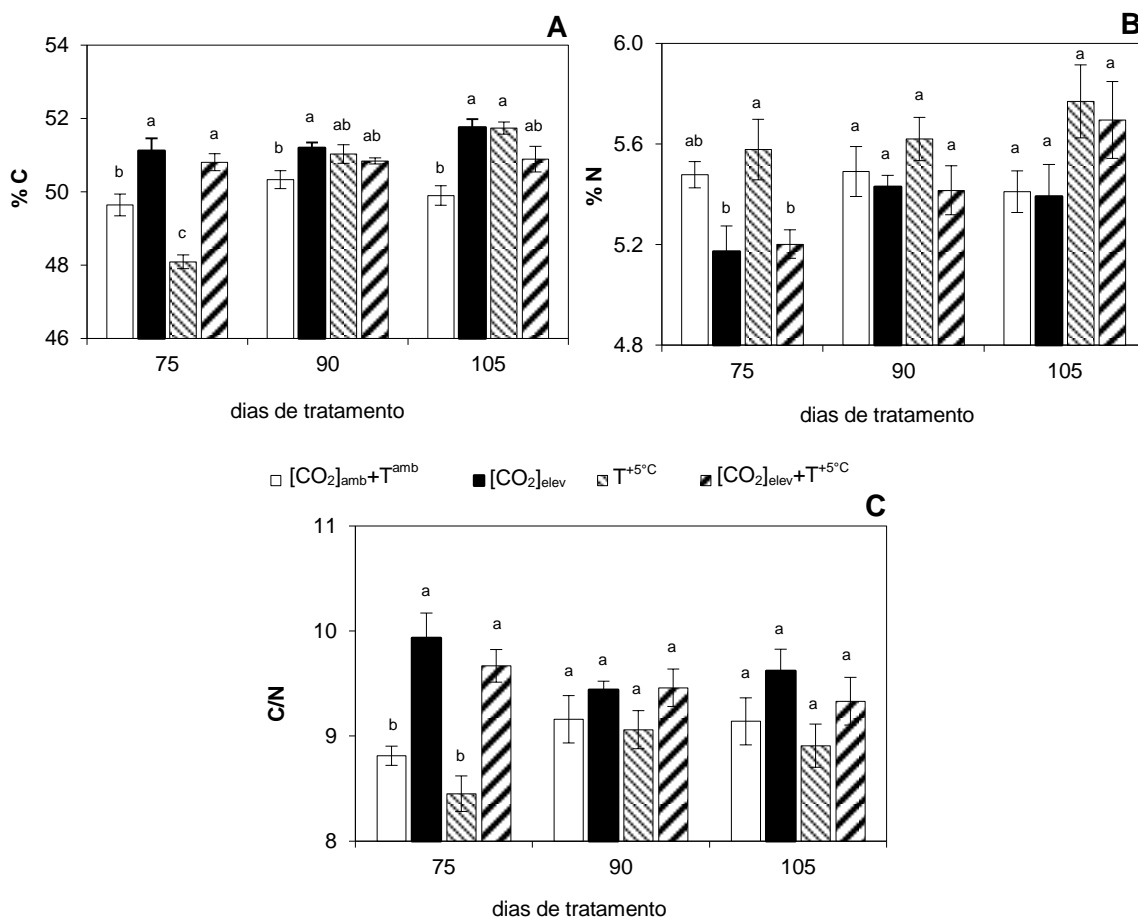 A
% C
54
52
50
48
46
b
a
c
a
b
a
ab
ab
b
a
a
ab
75
90
105
dias de tratamento
B
% N
6.0
5.6
5.2
4.8
ab
b
a
b
a
a
a
a
a
a
a
a
75
90
105
dias de tratamento
[CO₂]amb+T^amb [CO₂]elev T^+5°C [CO₂]elev+T^+5°C
C
C/N
11
10
9
8
b
a
b
a
a
a
a
a
a
a
a
a
75
90
105
dias de tratamento